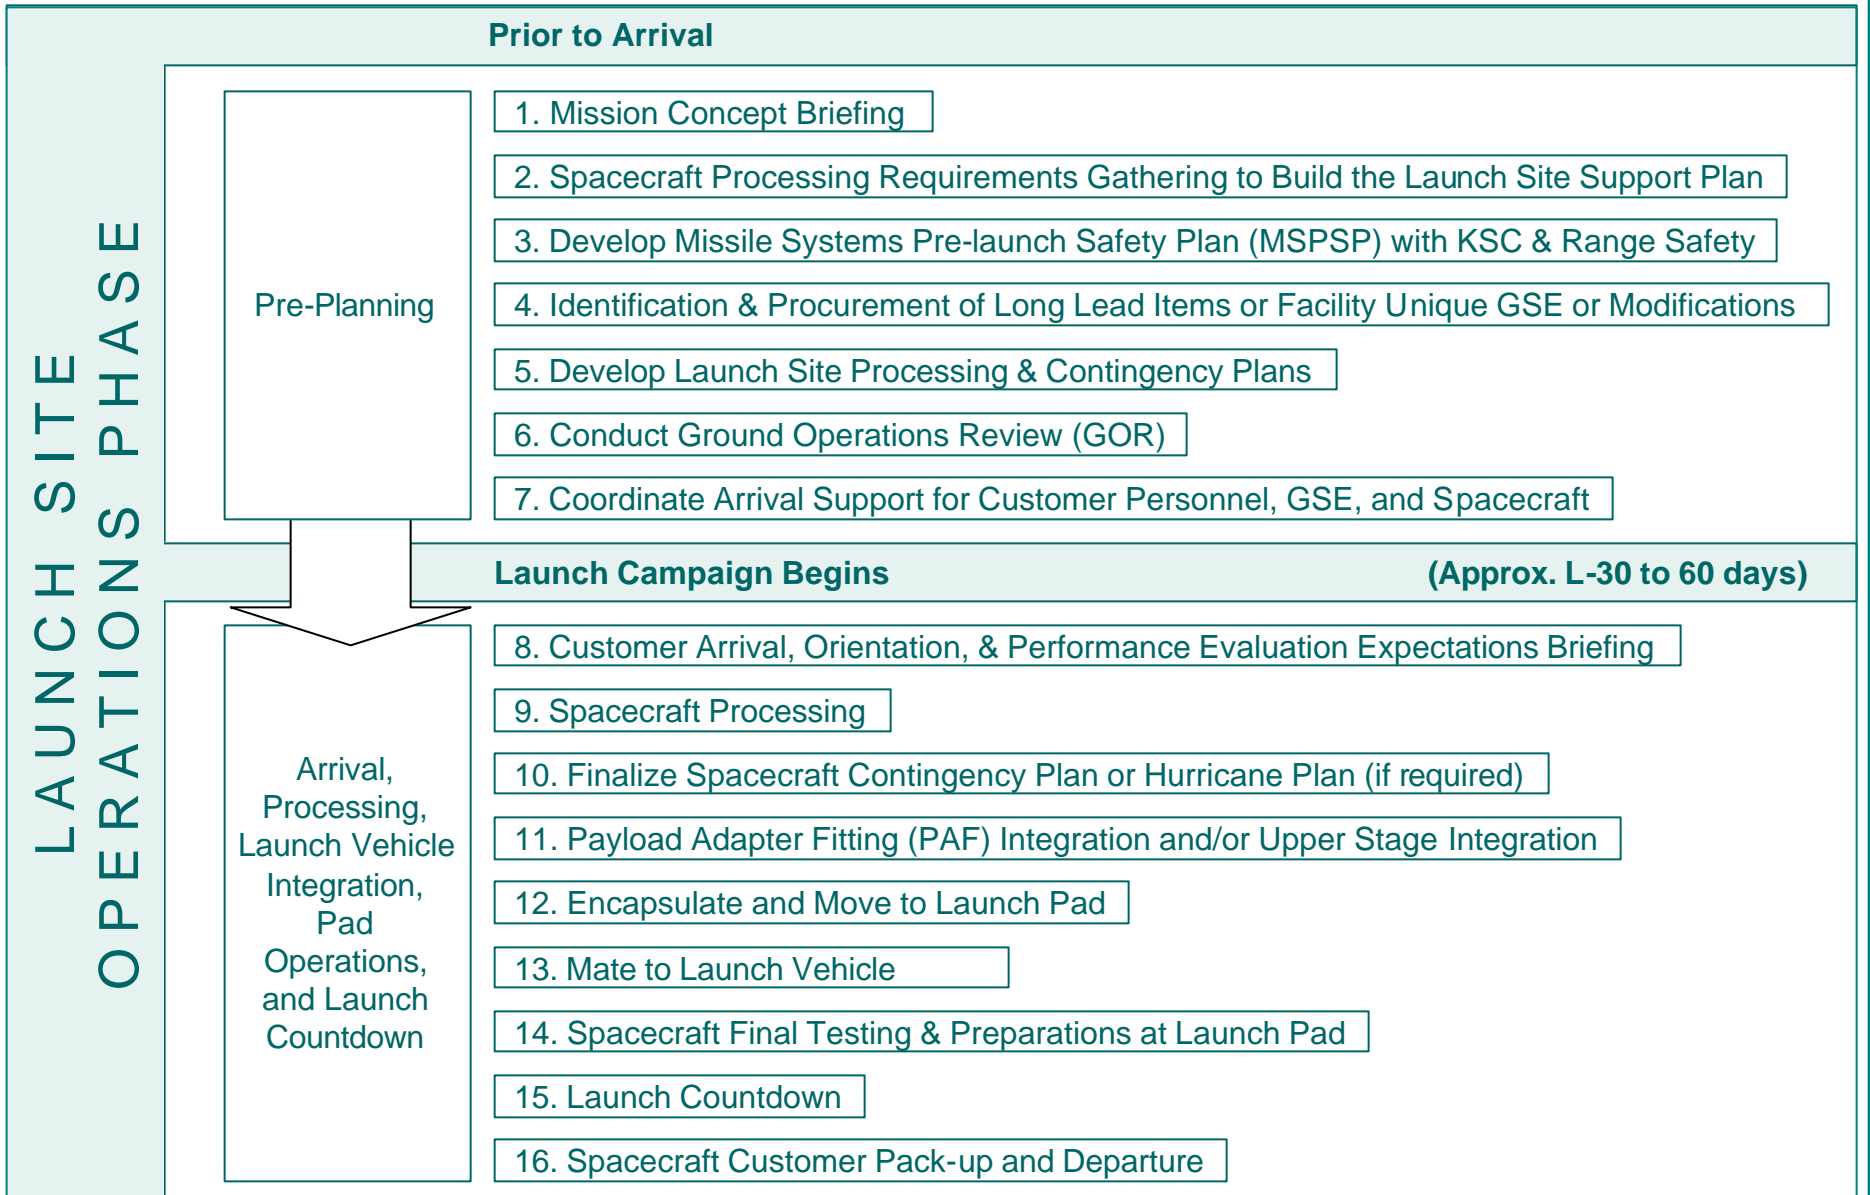 LAUNCH SITE
OPERATIONS PHASE
Prior to Arrival
Pre-Planning
1. Mission Concept Briefing
2. Spacecraft Processing Requirements Gathering to Build the Launch Site Support Plan
3. Develop Missile Systems Pre-launch Safety Plan (MSPSP) with KSC & Range Safety
4. Identification & Procurement of Long Lead Items or Facility Unique GSE or Modifications
5. Develop Launch Site Processing & Contingency Plans
6. Conduct Ground Operations Review (GOR)
7. Coordinate Arrival Support for Customer Personnel, GSE, and Spacecraft
Launch Campaign Begins (Approx. L-30 to 60 days)
Arrival,
Processing,
Launch Vehicle
Integration,
Pad
Operations,
and Launch
Countdown
8. Customer Arrival, Orientation, & Performance Evaluation Expectations Briefing
9. Spacecraft Processing
10. Finalize Spacecraft Contingency Plan or Hurricane Plan (if required)
11. Payload Adapter Fitting (PAF) Integration and/or Upper Stage Integration
12. Encapsulate and Move to Launch Pad
13. Mate to Launch Vehicle
14. Spacecraft Final Testing & Preparations at Launch Pad
15. Launch Countdown
16. Spacecraft Customer Pack-up and Departure